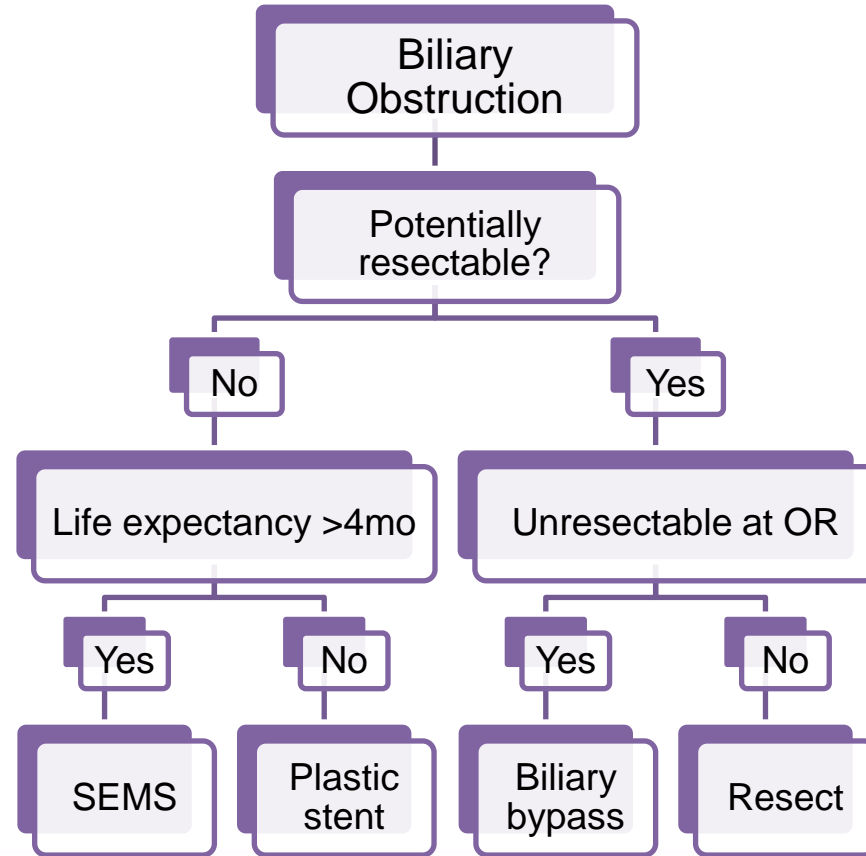 Biliary
Obstruction
Potentially
resectable?
No
Yes
Life expectancy >4mo
Unresectable at OR
Yes
No
Yes
No
SEMS
Plastic
stent
Biliary
bypass
Resect